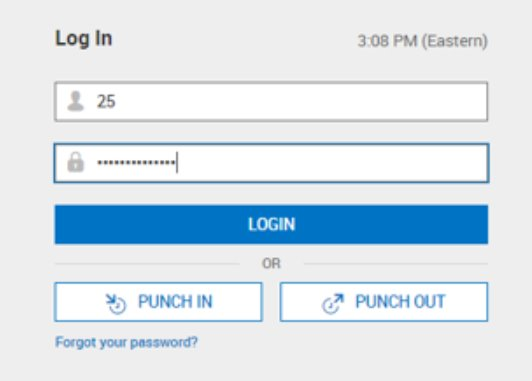 Log In 3:08 PM (Eastern)
25
••••••••••••••
LOGIN
OR
PUNCH IN PUNCH OUT
Forgot your password?